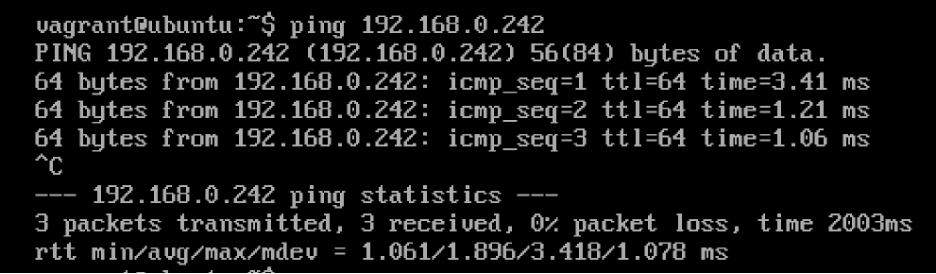 vagrant@ubuntu:~$ ping 192.168.0.242
PING 192.168.0.242 (192.168.0.242) 56(84) bytes of data.
64 bytes from 192.168.0.242: icmp_seq=1 ttl=64 time=3.41 ms
64 bytes from 192.168.0.242: icmp_seq=2 ttl=64 time=1.21 ms
64 bytes from 192.168.0.242: icmp_seq=3 ttl=64 time=1.06 ms
^C
--- 192.168.0.242 ping statistics ---
3 packets transmitted, 3 received, 0% packet loss, time 2003ms
rtt min/avg/max/mdev = 1.061/1.896/3.418/1.078 ms